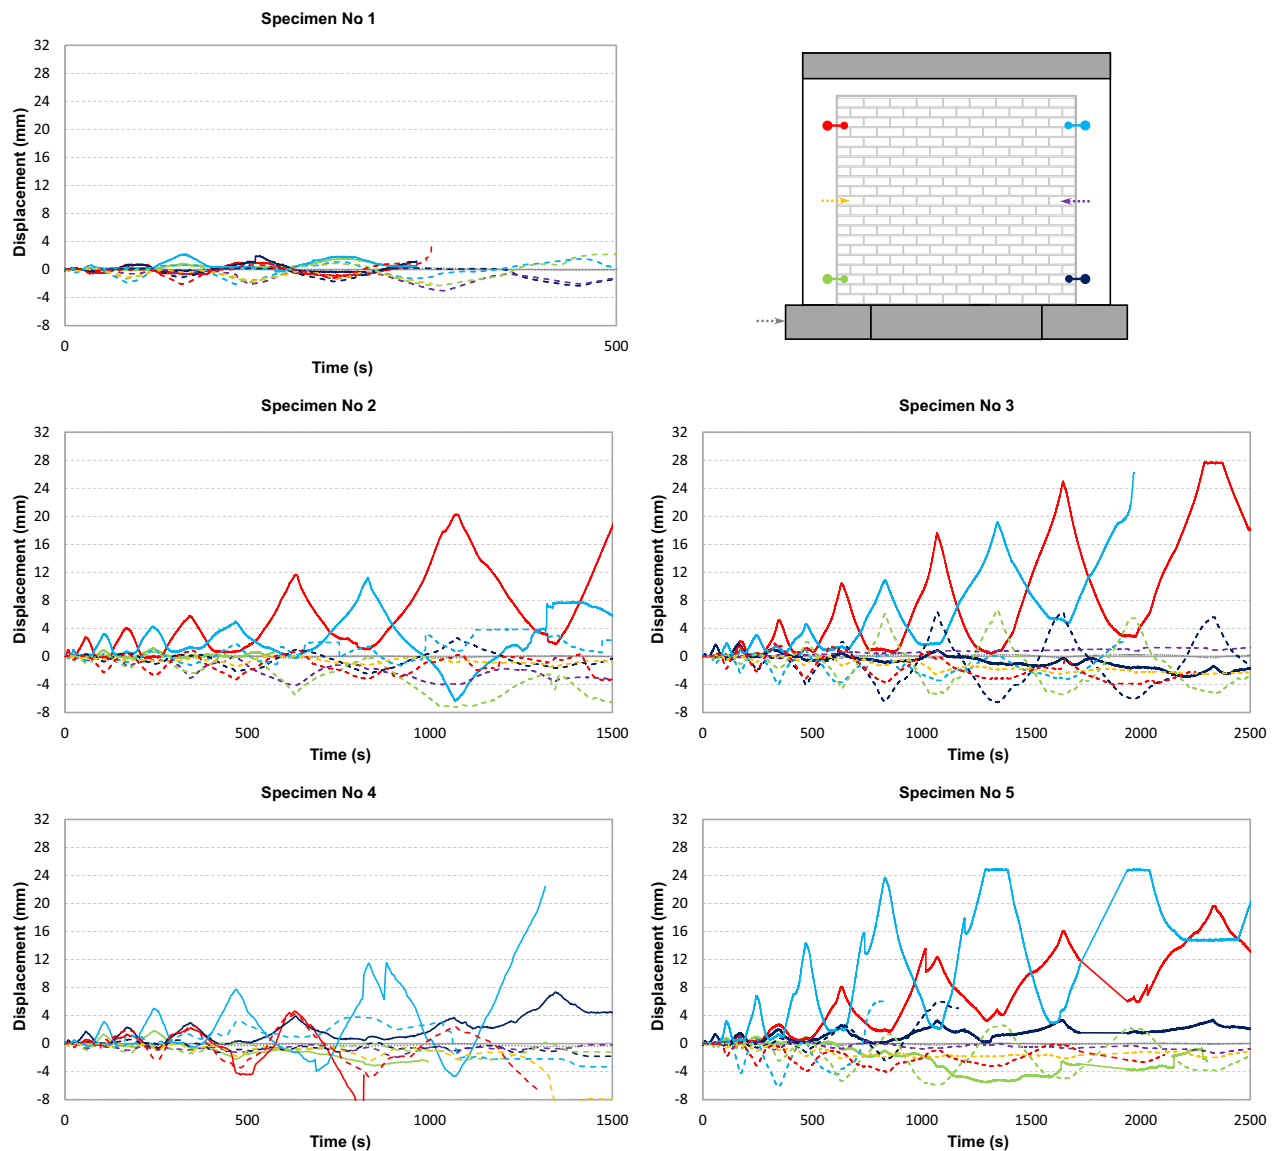 Specimen No 1
32
28
24
20
16
12
8
4
0
-4
-8
Displacement (mm)
0 500
Time (s)
Specimen No 2
32
28
24
20
16
12
8
4
0
-4
-8
Displacement (mm)
0 500 1000 1500
Time (s)
Specimen No 3
32
28
24
20
16
12
8
4
0
-4
-8
Displacement (mm)
0 500 1000 1500 2000 2500
Time (s)
Specimen No 4
32
28
24
20
16
12
8
4
0
-4
-8
Displacement (mm)
0 500 1000 1500
Time (s)
Specimen No 5
32
28
24
20
16
12
8
4
0
-4
-8
Displacement (mm)
0 500 1000 1500 2000 2500
Time (s)